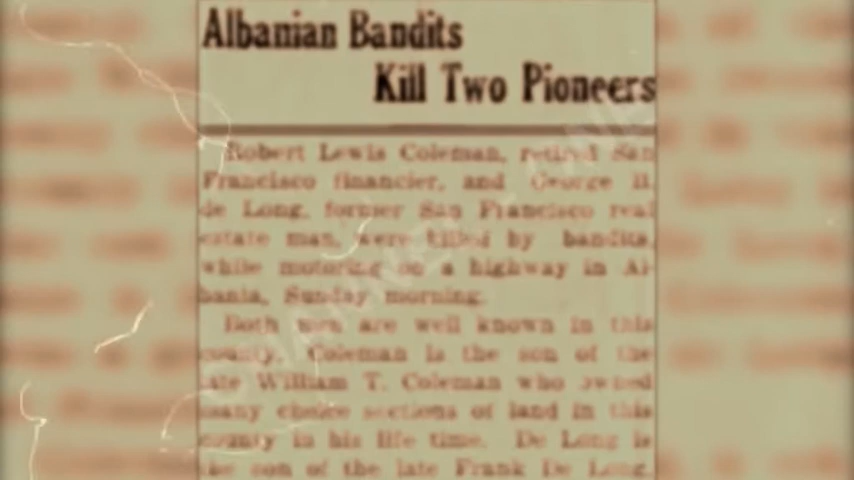 Albanian Bandits
Kill Two Pioneers
Robert Lewis Coleman, retired San
Francisco financier, and George B.
de Long, former San Francisco real
estate man, were killed by bandits,
while motoring on a highway in Al-
bania, Sunday morning.
Both men are well known in this
county. Coleman is the son of the
late William T. Coleman who owned
many choice sections of land in this
county in his life time. De Long is
the son of the late Frank De Long.